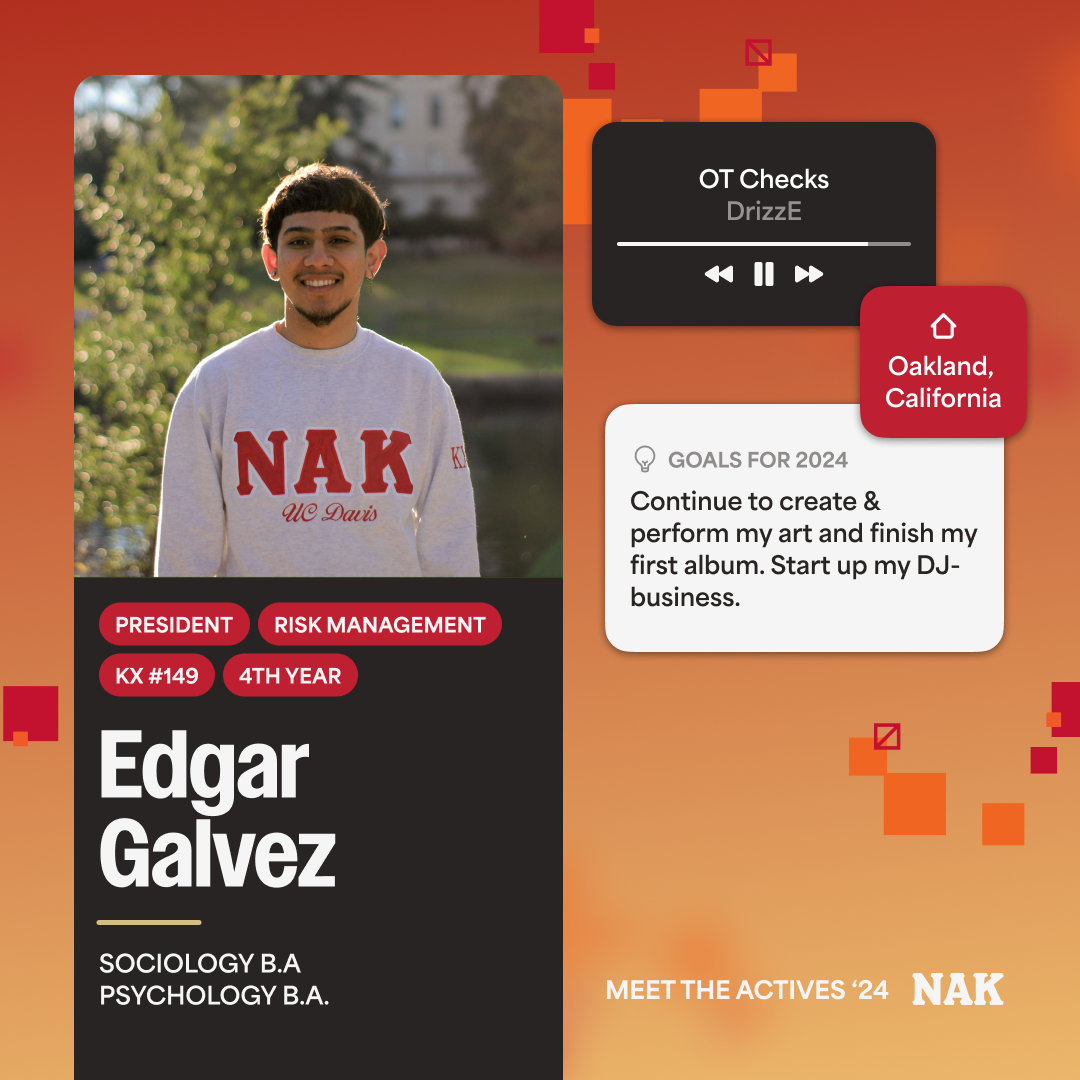 OT Checks
DrizzE
Oakland,
California
GOALS FOR 2024
Continue to create &
perform my art and finish my
first album. Start up my DJ-
business.
NAK
KX
UC Davis
PRESIDENT
RISK MANAGEMENT
KX #149
4TH YEAR
Edgar
Galvez
SOCIOLOGY B.A
PSYCHOLOGY B.A.
MEET THE ACTIVES ‘24
NAK